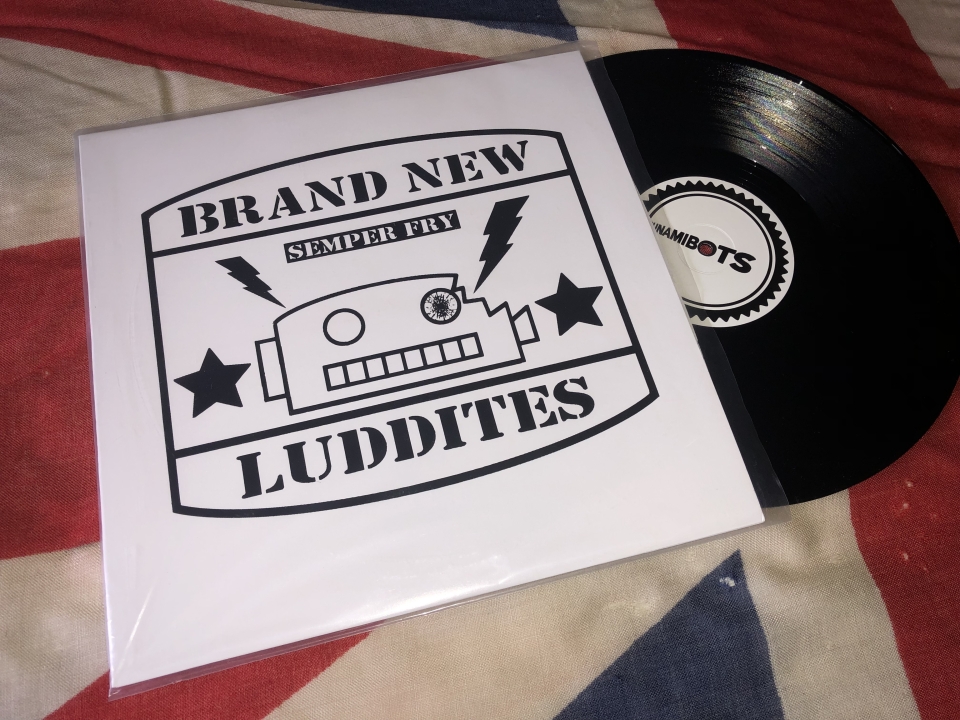 BRAND NEW
SEMPER FRY
LUDDITES